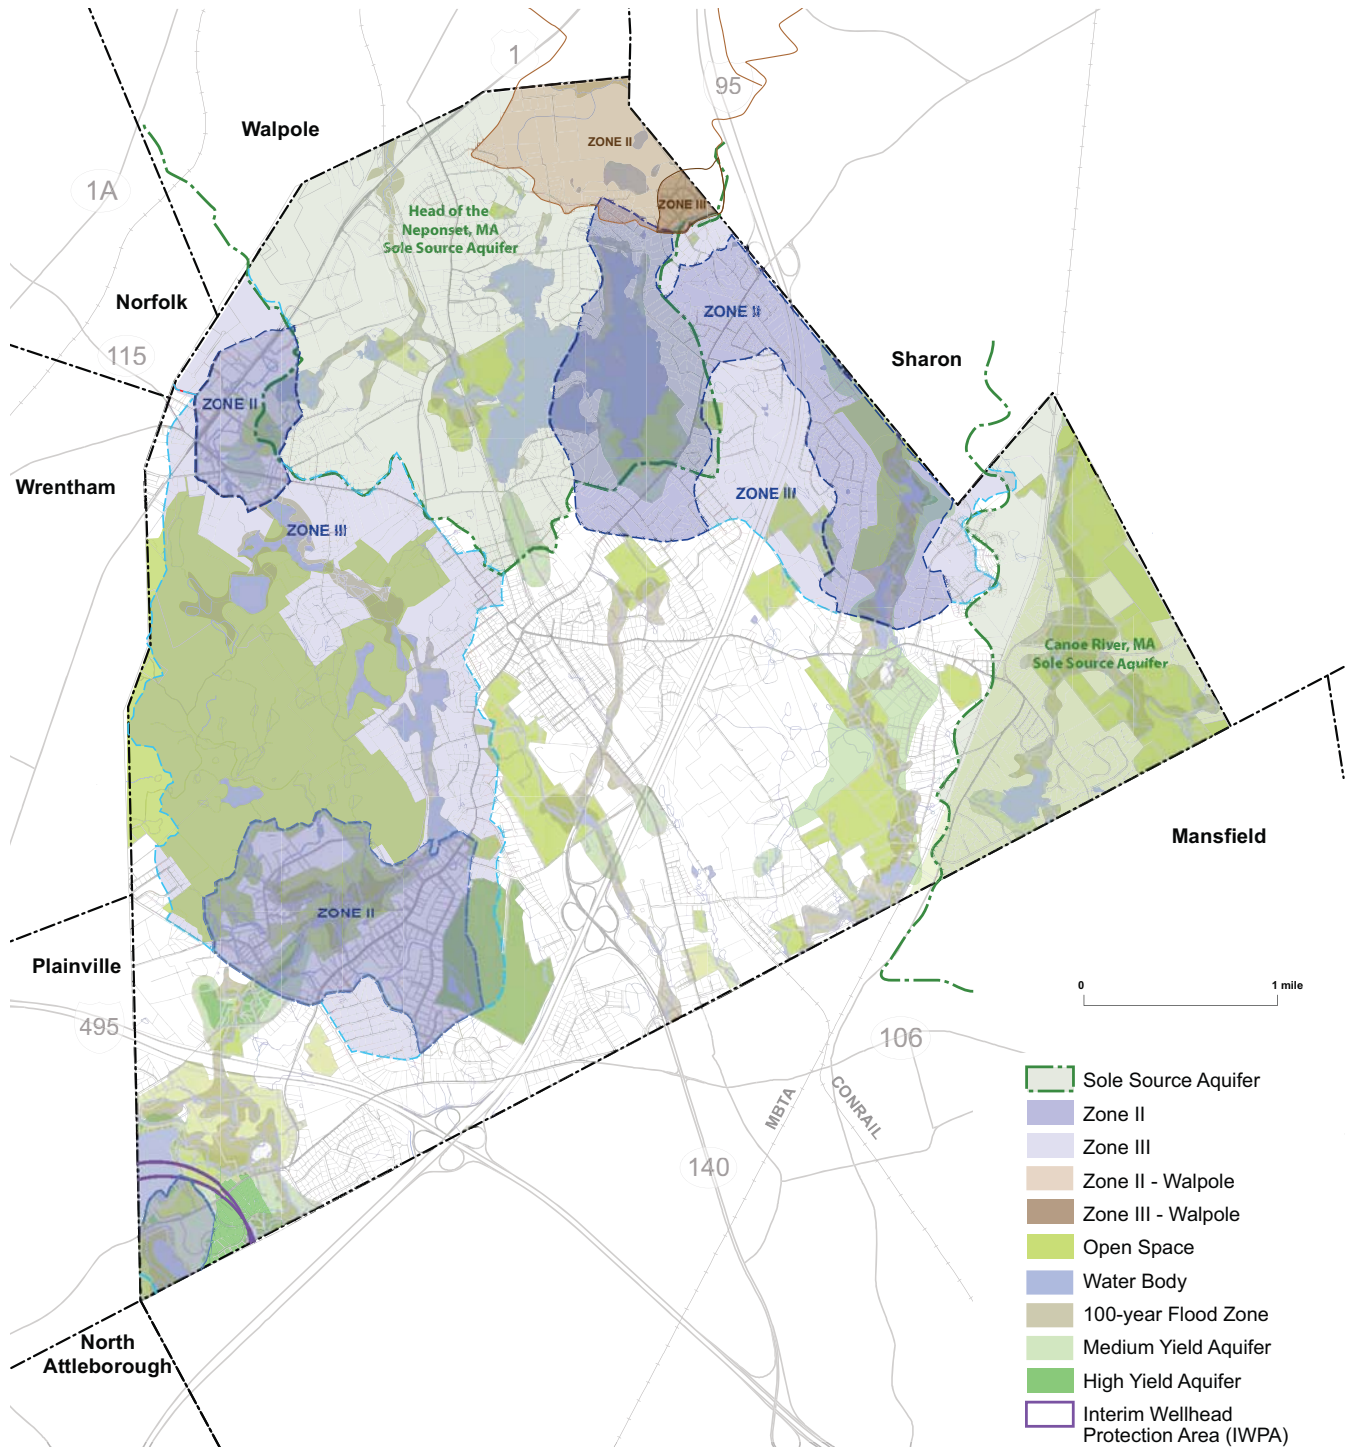 1
95
Walpole
ZONE II
1A
ZONE III
Head of the
Neponset, MA
Sole Source Aquifer
Norfolk
ZONE II
115
Sharon
ZONE II
Wrentham
ZONE III
ZONE III
Canoe River, MA
Sole Source Aquifer
Mansfield
ZONE II
Plainville
0
1 mile
495
106
MBTA
CONRAIL
140
North
Attleborough
Sole Source Aquifer
Zone II
Zone III
Zone II - Walpole
Zone III - Walpole
Open Space
Water Body
100-year Flood Zone
Medium Yield Aquifer
High Yield Aquifer
Interim Wellhead
Protection Area (IWPA)